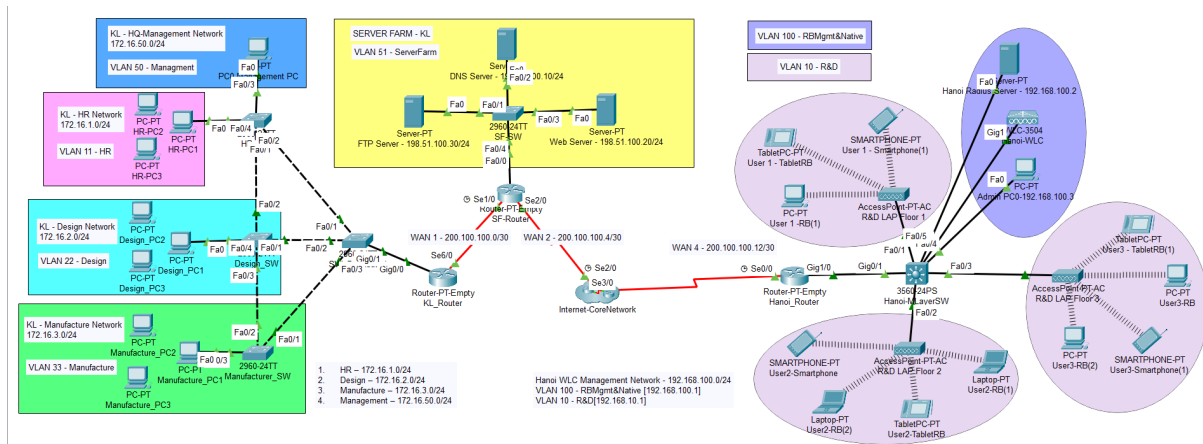 KL - HQ-Management Network
172.16.50.0/24
VLAN 50 - Managment
Fa0
PC-PT
PC0 Management PC
Fa0/3
KL - HR Network
172.16.1.0/24
VLAN 11 - HR
PC-PT
HR-PC2
PC-PT
HR-PC1
PC-PT
HR-PC3
Fa0
Fa0/4
Fa0/2
Fa0/1
KL - Design Network
172.16.2.0/24
VLAN 22 - Design
PC-PT
Design_PC2
PC-PT
Design_PC1
PC-PT
Design_PC3
Fa0
Fa0/4
Fa0/2
Fa0/1
Fa0/3
Design_SW
KL - Manufacture Network
172.16.3.0/24
VLAN 33 - Manufacture
PC-PT
Manufacture_PC2
PC-PT
Manufacture_PC1
PC-PT
Manufacture_PC3
Fa0
Fa0/3
Fa0/2
Fa0/1
2960-24TT
Manufacturer_SW
Fa0/1
Fa0/2
Fa0/3
Gig0/1
Gig0/0
Se6/0
Router-PT-Empty
KL_Router
SERVER FARM - KL
VLAN 51 - ServerFarm
Fa0
Fa0/2
Server-PT
FTP Server - 198.51.100.30/24
Fa0
Fa0/1
2960-24TT
SF-SW
Fa0/3
Fa0
Server-PT
Web Server - 198.51.100.20/24
Fa0/4
Fa0/0
Se1/0
Se2/0
Router-PT-Empty
SF-Router
WAN 1 - 200.100.100.0/30
WAN 2 - 200.100.100.4/30
Se2/0
Se3/0
Internet-CoreNetwork
WAN 4 - 200.100.100.12/30
Se0/0
Gig1/0
Router-PT-Empty
Hanoi_Router
Gig0/1
3560-24PS
Hanoi-MLayerSW
Fa0/5
Fa0/1
Fa0/4
Fa0/3
Fa0/2
VLAN 100 - RBMgmt&Native
VLAN 10 - R&D
Fa0
Hanoi Radius Server - 192.168.100.2
Gig1
Hanoi-WLC
Fa0
PC-PT
Admin PC0-192.168.100.3
TabletPC-PT
User 1 - TabletRB
SMARTPHONE-PT
User 1 - Smartphone(1)
PC-PT
User 1 -RB(1)
AccessPoint-PT-AC
R&D LAP Floor 1
TabletPC-PT
User3 - TabletRB(1)
PC-PT
User3-RB
AccessPoint-PT-AC
R&D LAP Floor 3
PC-PT
User3-RB(2)
SMARTPHONE-PT
User3-Smartphone(1)
SMARTPHONE-PT
User2-Smartphone
AccessPoint-PT-AC
R&D LAP Floor 2
Laptop-PT
User2-RB(1)
Laptop-PT
User2-RB(2)
TabletPC-PT
User2-TabletRB
1. HR – 172.16.1.0/24
2. Design – 172.16.2.0/24
3. Manufacture – 172.16.3.0/24
4. Management – 172.16.50.0/24
Hanoi WLC Management Network - 192.168.100.0/24
VLAN 100 - RBMgmt&Native [192.168.100.1]
VLAN 10 - R&D[192.168.10.1]